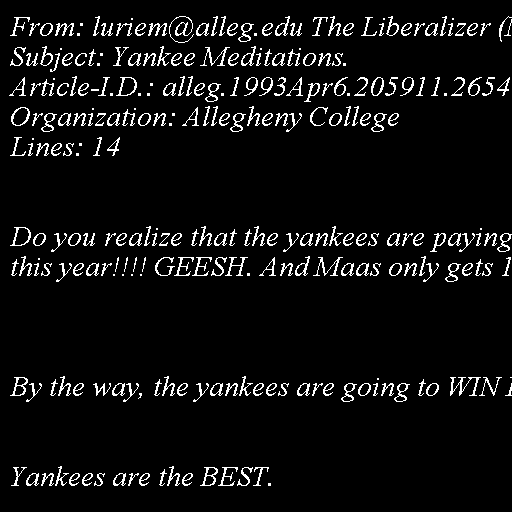 From: luriem@alleg.edu The Liberalizer (
Subject: Yankee Meditations.
Article-I.D.: alleg.1993Apr6.205911.2654
Organization: Allegheny College
Lines: 14
Do you realize that the yankees are paying
this year!!!! GEESH. And Maas only gets 1
By the way, the yankees are going to WIN
Yankees are the BEST.